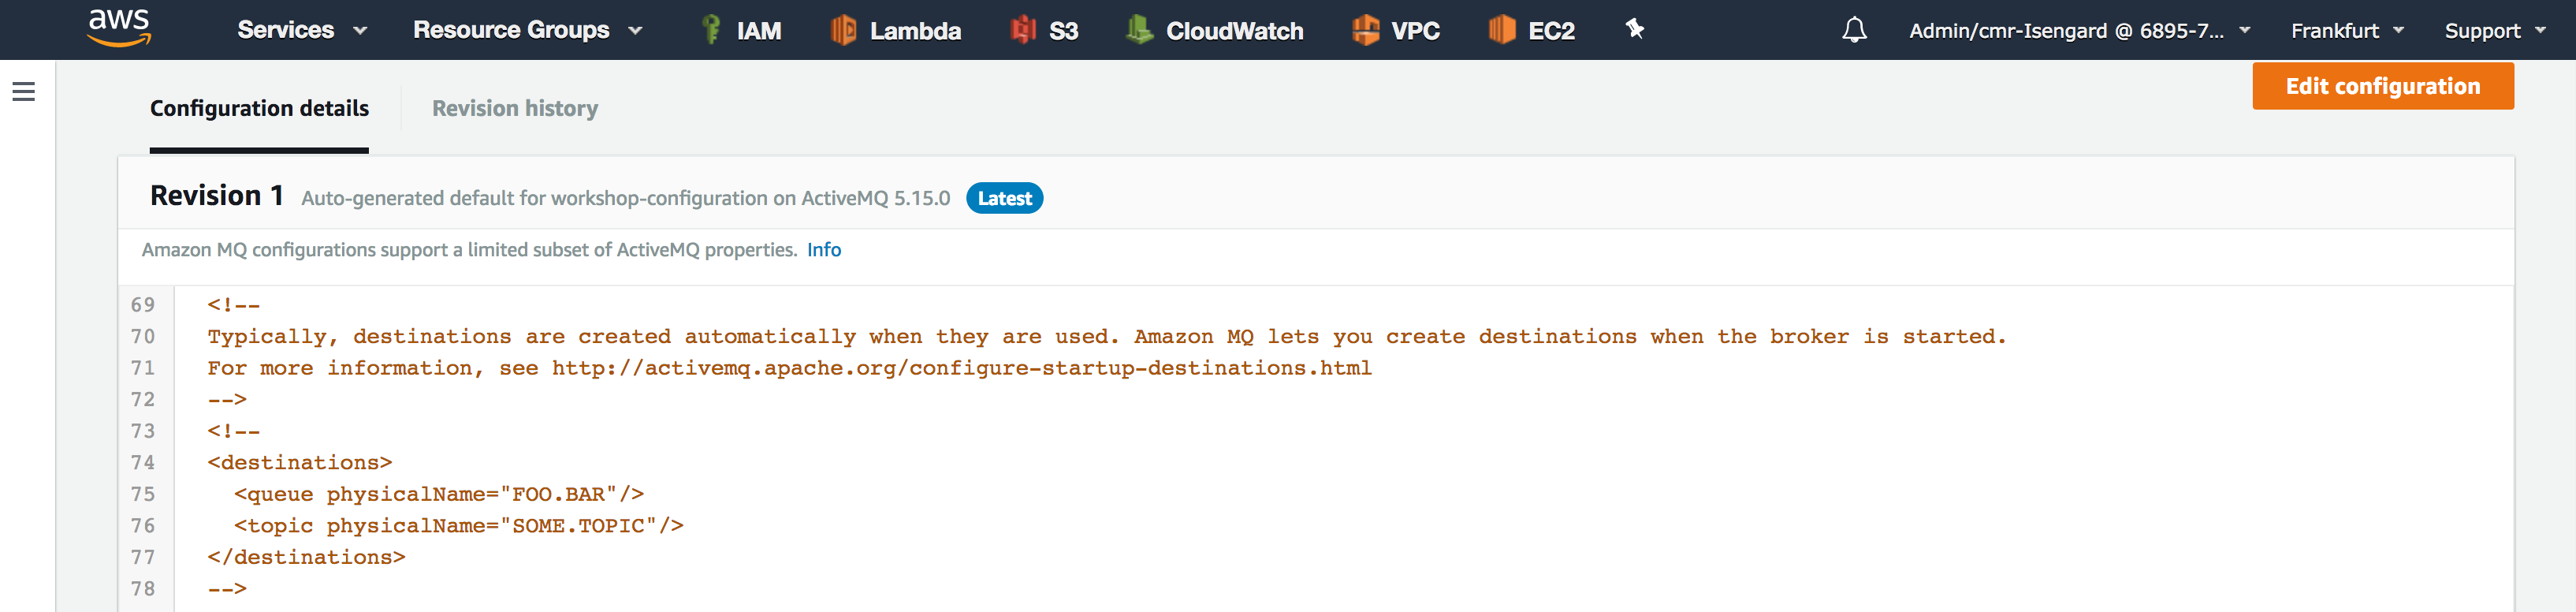 aws Services Resource Groups IAM Lambda S3 CloudWatch VPC EC2 Admin/cmr-Isengard @ 6895-7... Frankfurt Support
Edit configuration
Configuration details Revision history
Revision 1 Auto-generated default for workshop-configuration on ActiveMQ 5.15.0 Latest
Amazon MQ configurations support a limited subset of ActiveMQ properties. Info
69 <!--
70 Typically, destinations are created automatically when they are used. Amazon MQ lets you create destinations when the broker is started.
71 For more information, see http://activemq.apache.org/configure-startup-destinations.html
72 -->
73 <!--
74 <destinations>
75 <queue physicalName="FOO.BAR"/>
76 <topic physicalName="SOME.TOPIC"/>
77 </destinations>
78 -->